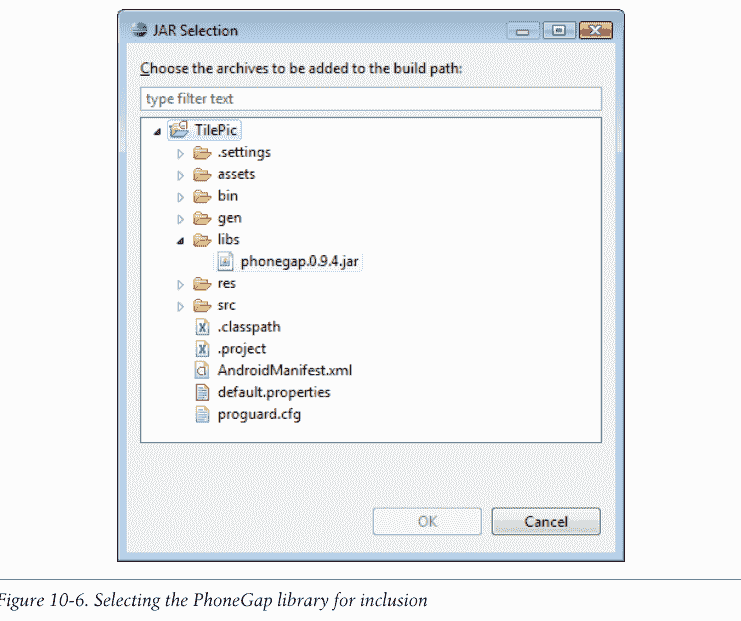 JAR Selection
Choose the archives to be added to the build path:
type filter text
TilePic
.settings
assets
bin
gen
libs
phonegap.0.9.4.jar
res
src
.classpath
.project
AndroidManifest.xml
default.properties
proguard.cfg
OK Cancel
Figure 10-6. Selecting the PhoneGap library for inclusion